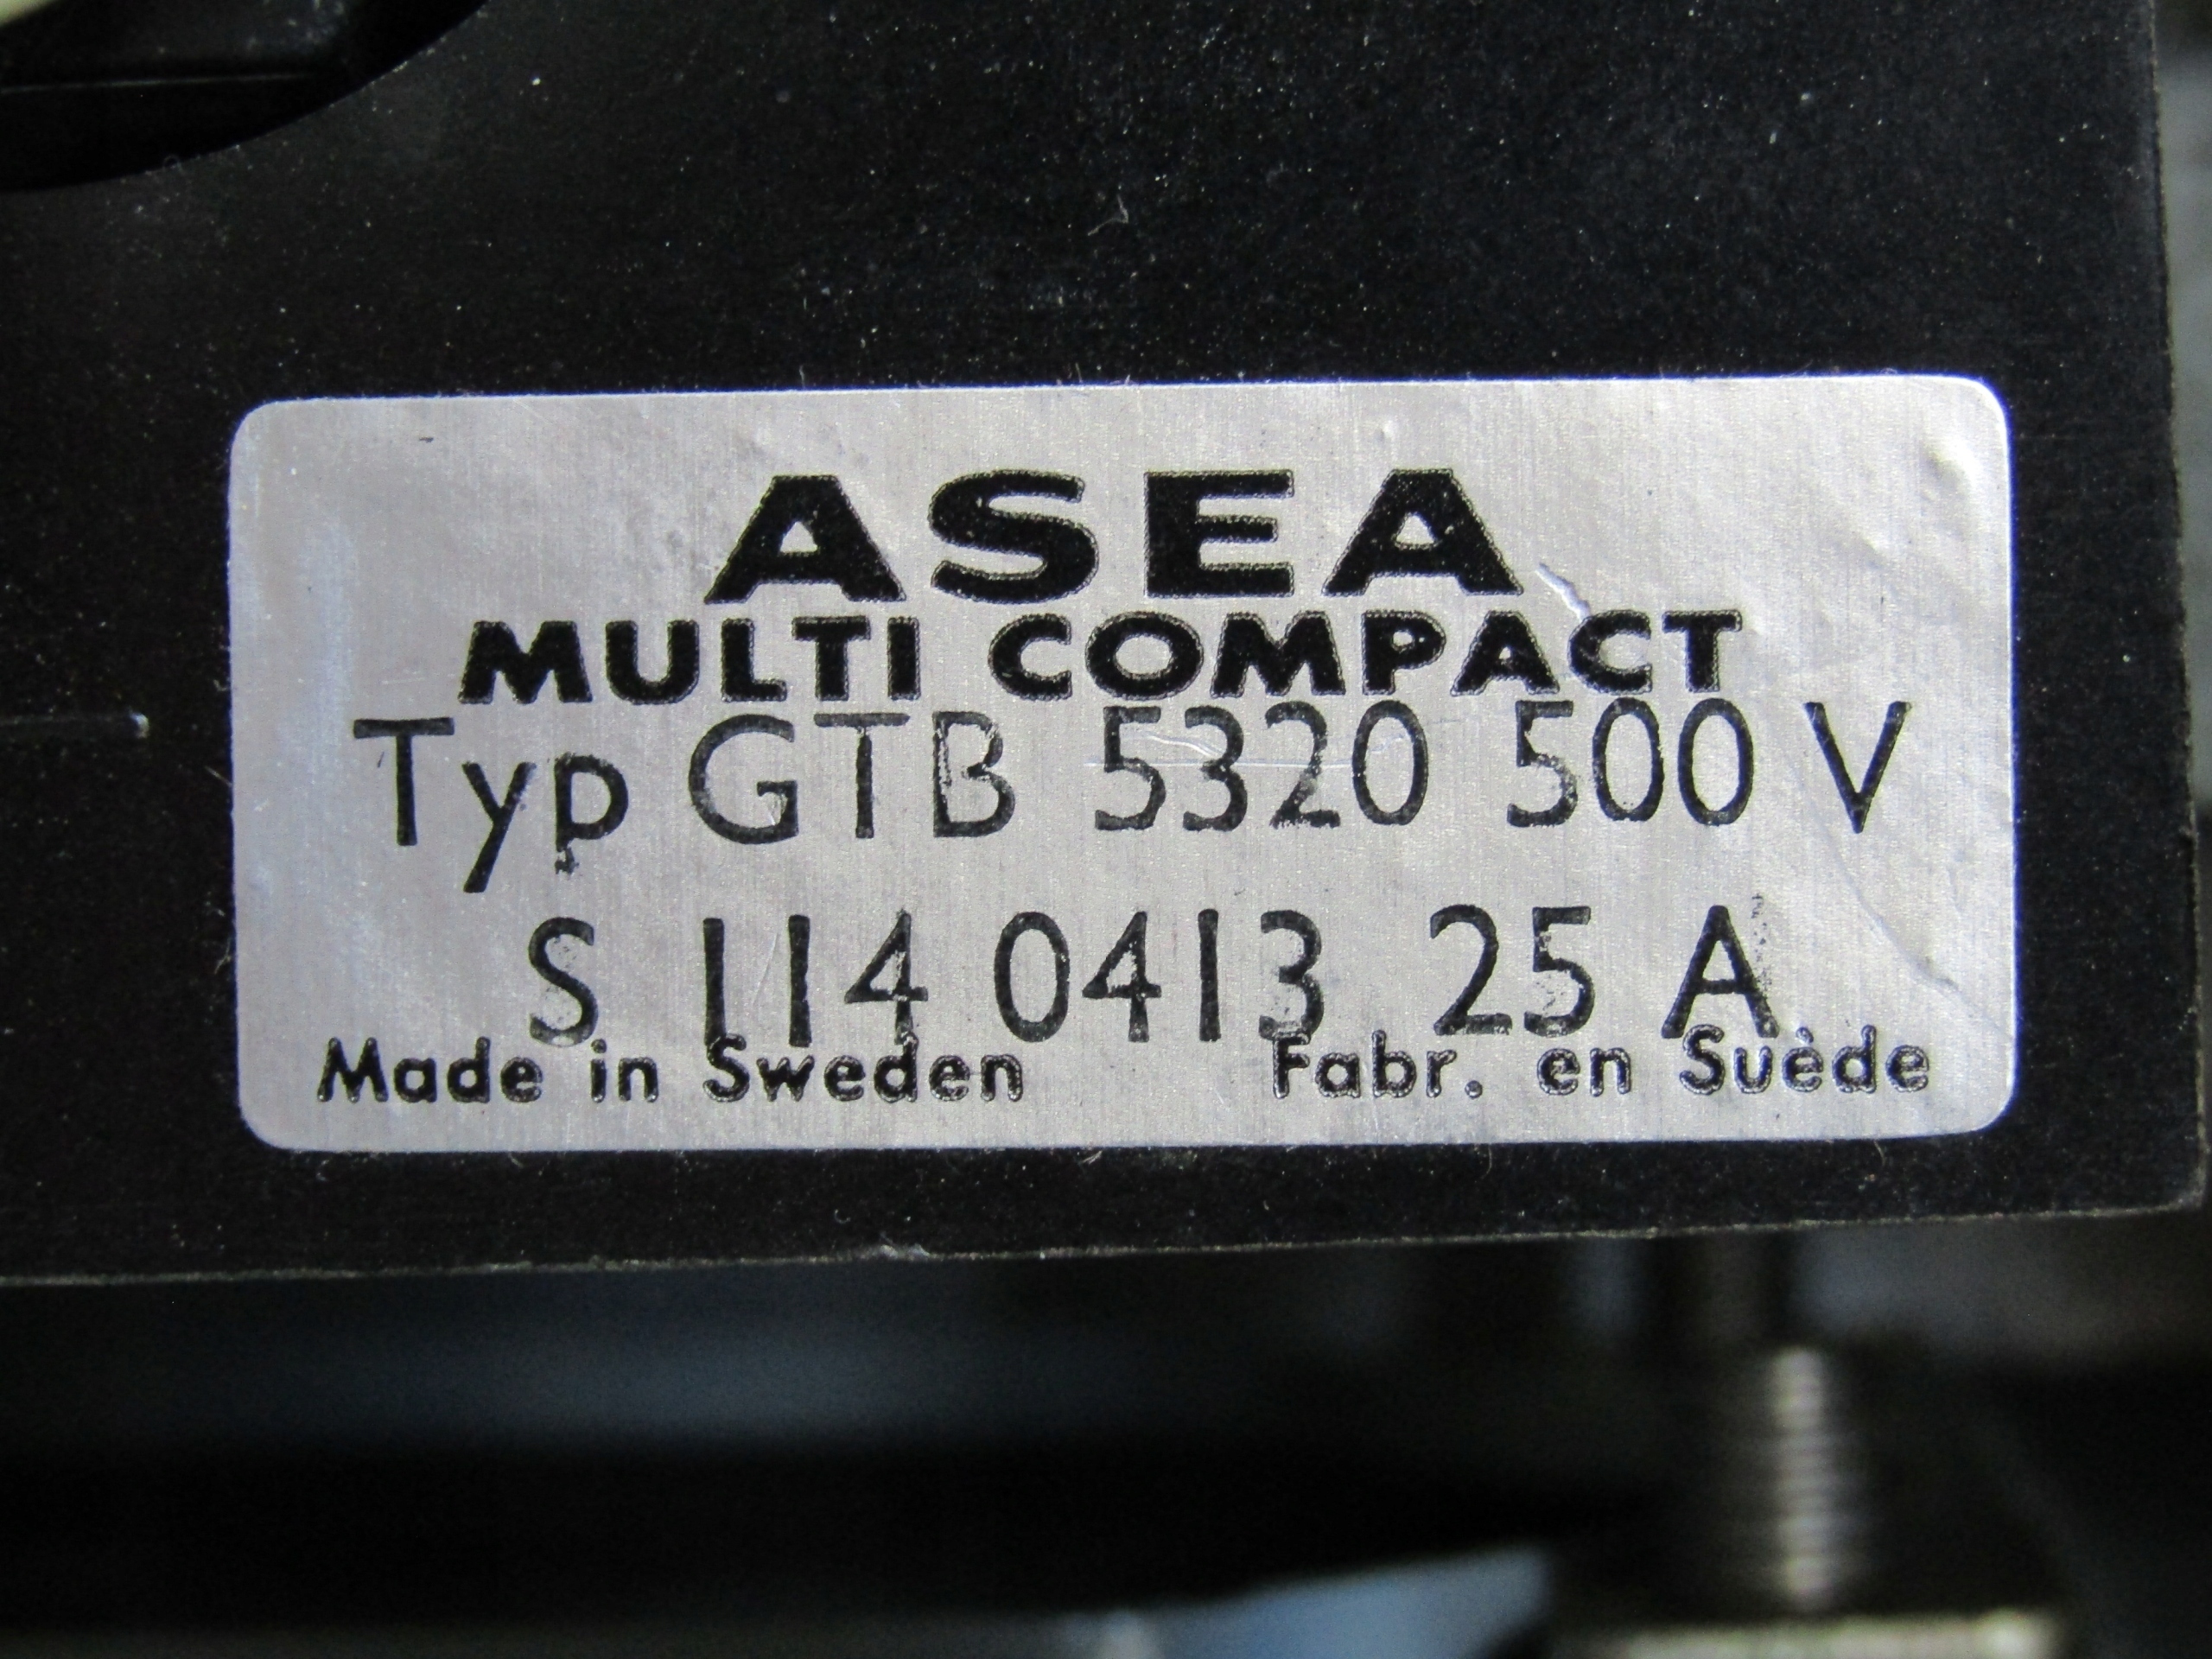 ASEA
MULTI COMPACT
Typ GTB 5320 500 V
S 114 0413 25 A
Made in Sweden Fabr. en Suède